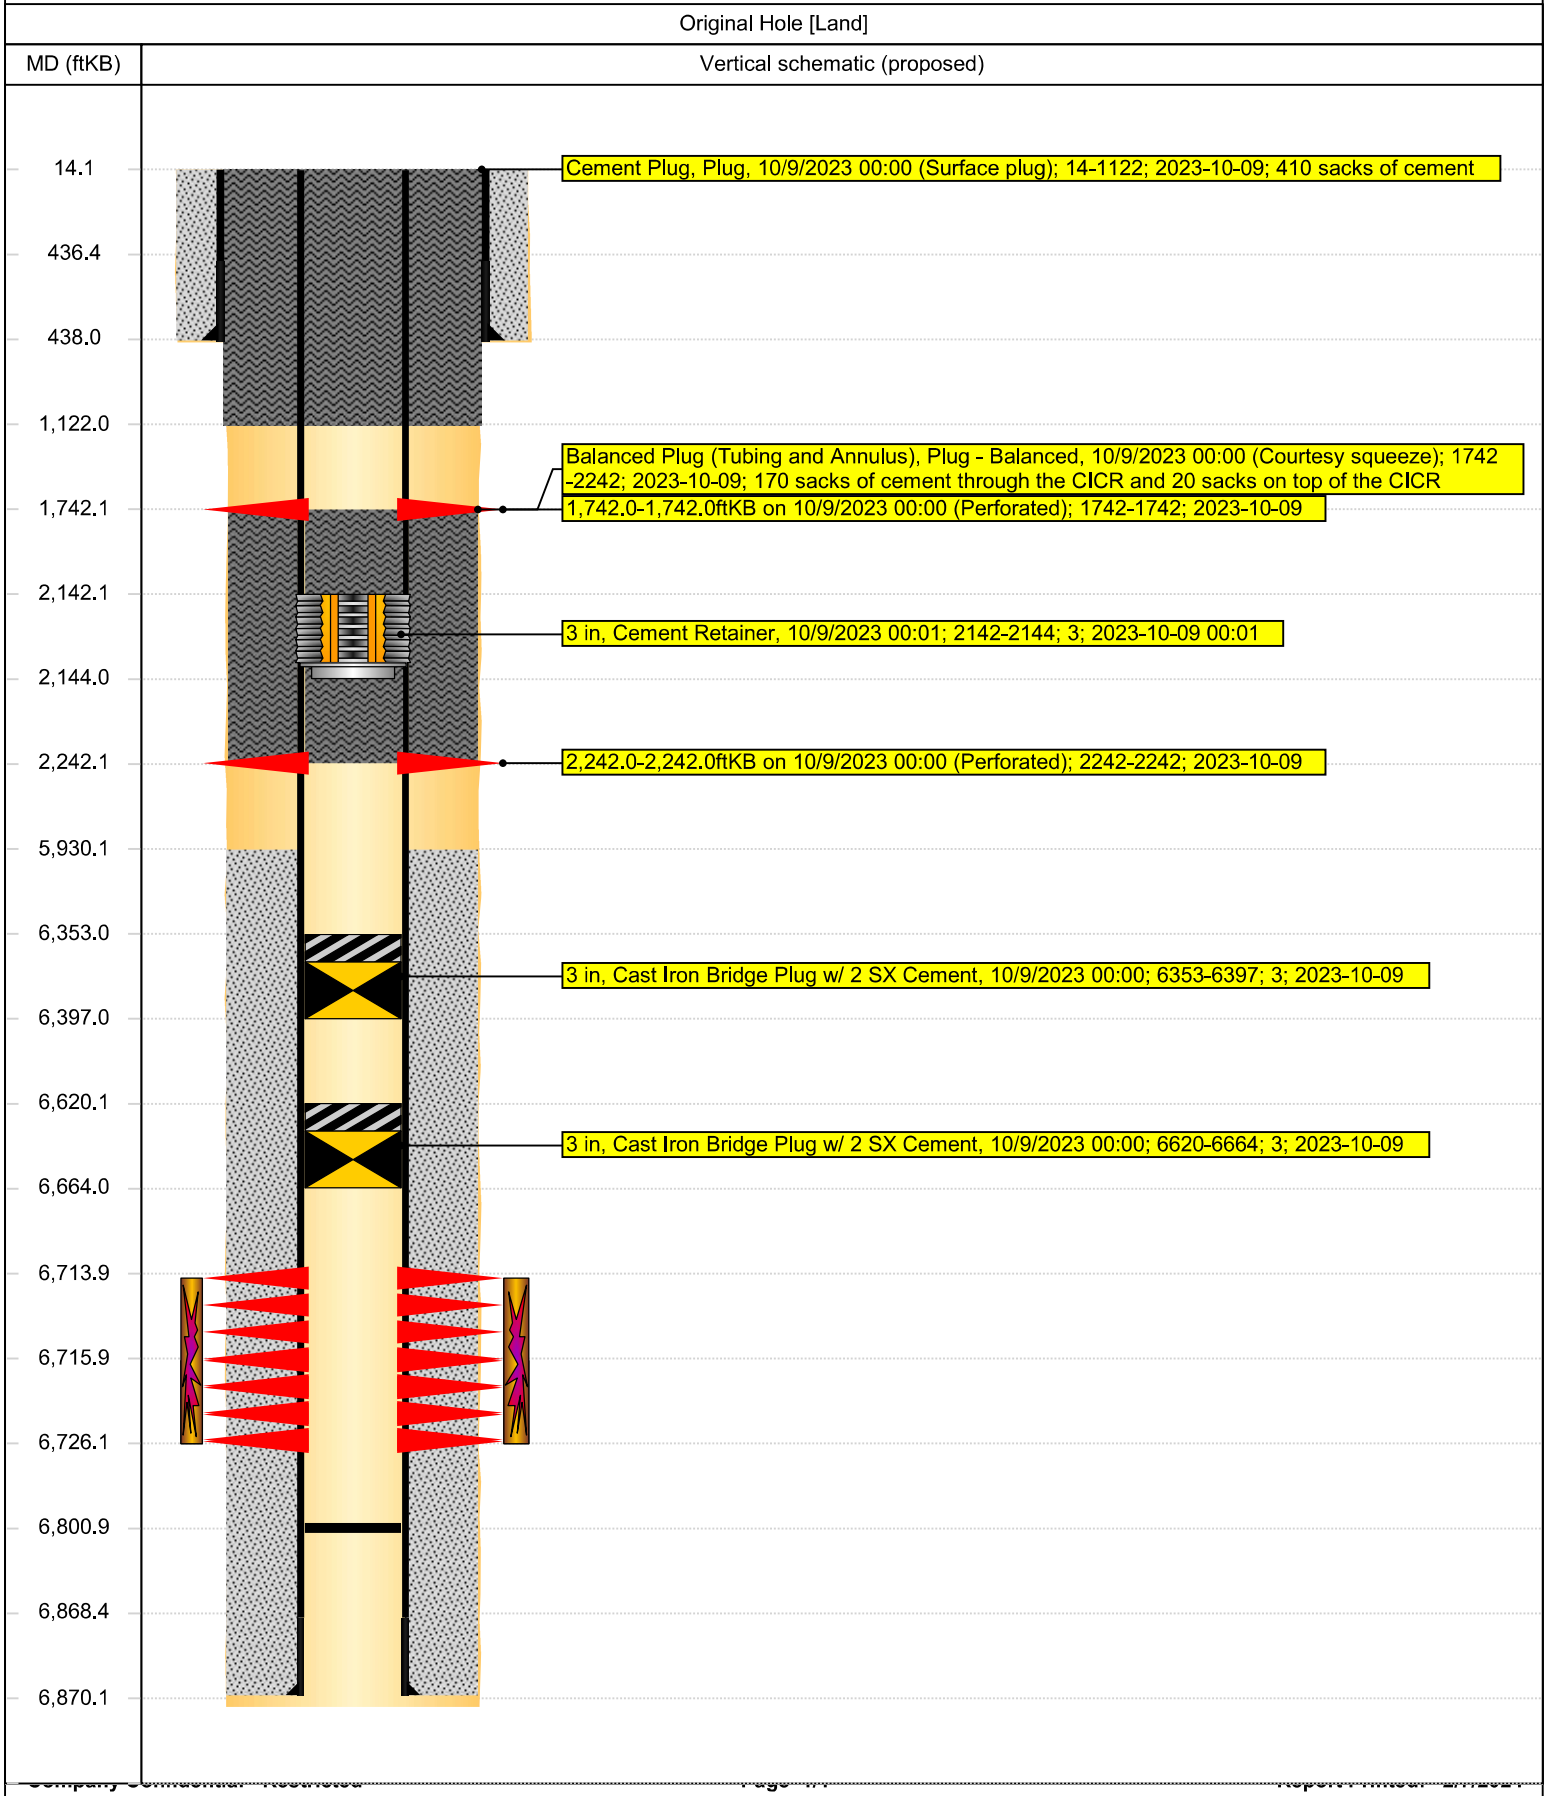 Original Hole [Land]
MD (ftKB)
Vertical schematic (proposed)
14.1
Cement Plug, Plug, 10/9/2023 00:00 (Surface plug); 14-1122; 2023-10-09; 410 sacks of cement
436.4
438.0
1,122.0
Balanced Plug (Tubing and Annulus), Plug - Balanced, 10/9/2023 00:00 (Courtesy squeeze); 1742
-2242; 2023-10-09; 170 sacks of cement through the CICR and 20 sacks on top of the CICR
1,742.1
1,742.0-1,742.0ftKB on 10/9/2023 00:00 (Perforated); 1742-1742; 2023-10-09
2,142.1
3 in, Cement Retainer, 10/9/2023 00:01; 2142-2144; 3; 2023-10-09 00:01
2,144.0
2,242.1
2,242.0-2,242.0ftKB on 10/9/2023 00:00 (Perforated); 2242-2242; 2023-10-09
5,930.1
6,353.0
3 in, Cast Iron Bridge Plug w/ 2 SX Cement, 10/9/2023 00:00; 6353-6397; 3; 2023-10-09
6,397.0
6,620.1
3 in, Cast Iron Bridge Plug w/ 2 SX Cement, 10/9/2023 00:00; 6620-6664; 3; 2023-10-09
6,664.0
6,713.9
6,715.9
6,726.1
6,800.9
6,868.4
6,870.1